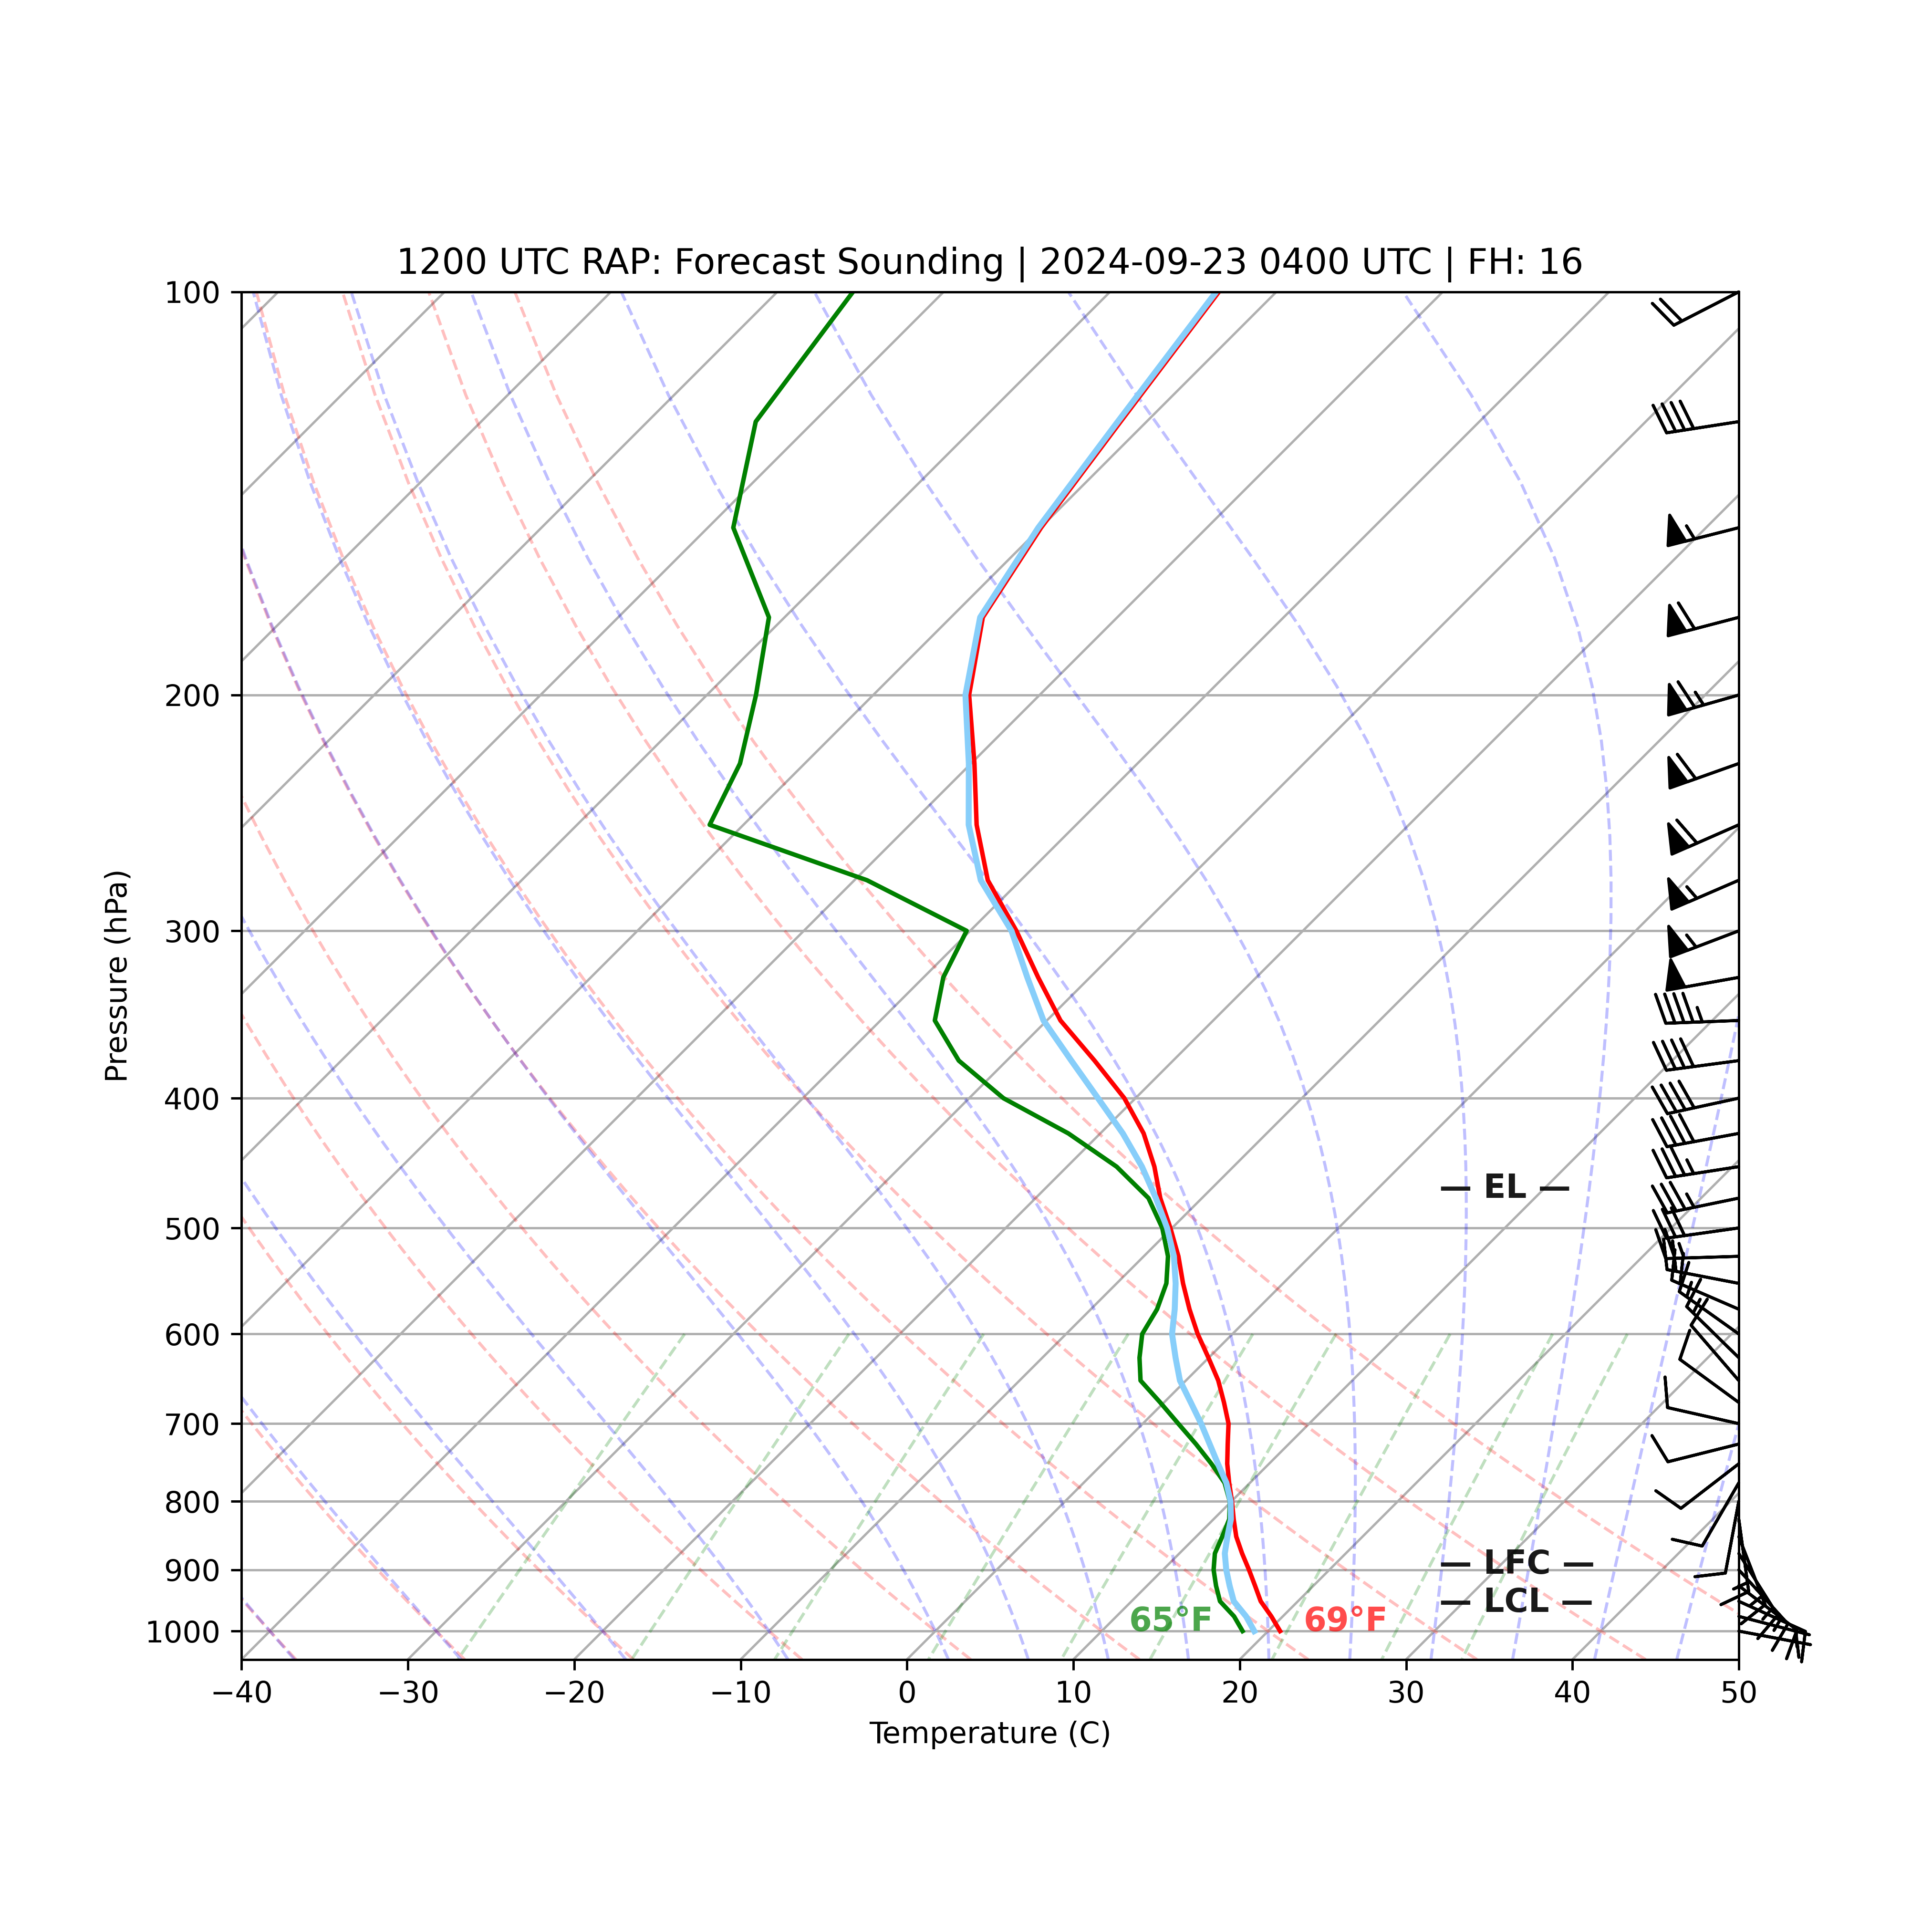 1200 UTC RAP: Forecast Sounding | 2024-09-23 0400 UTC | FH: 16
100
200
300
400
500
600
700
800
900
1000
Pressure (hPa)
— EL —
— LFC —
— LCL —
65°F
69°F
−40 −30 −20 −10 0 10 20 30 40 50
Temperature (C)